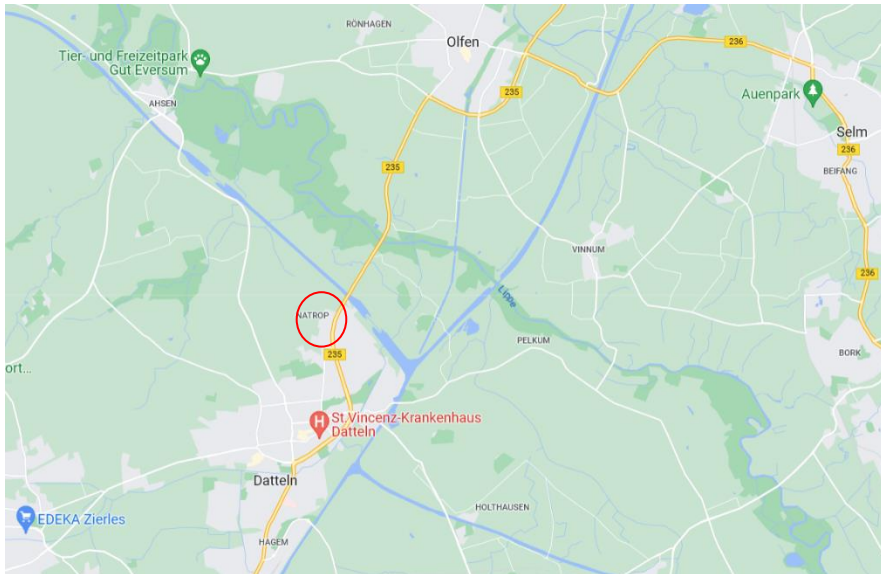 RÖNHAGEN
Olfen
236
Tier- und Freizeitpark
Gut Eversum
235
Auenpark
AHSEN
Selm
236
BEIFANG
235
VINNUM
236
Lippe
NATROP
PELKUM
BORK
235
ort...
St.Vincenz-Krankenhaus
Datteln
Datteln
HOLTHAUSEN
EDEKA Zierles
HAGEM